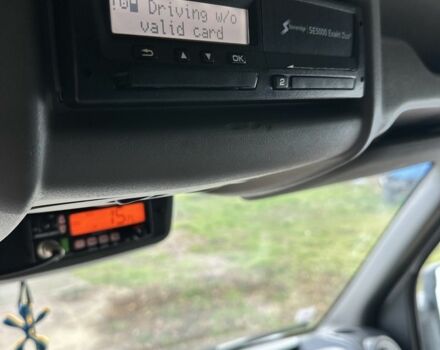 Driving w/o
valid card
SE5000 Exakt Duo²
OK
2
15